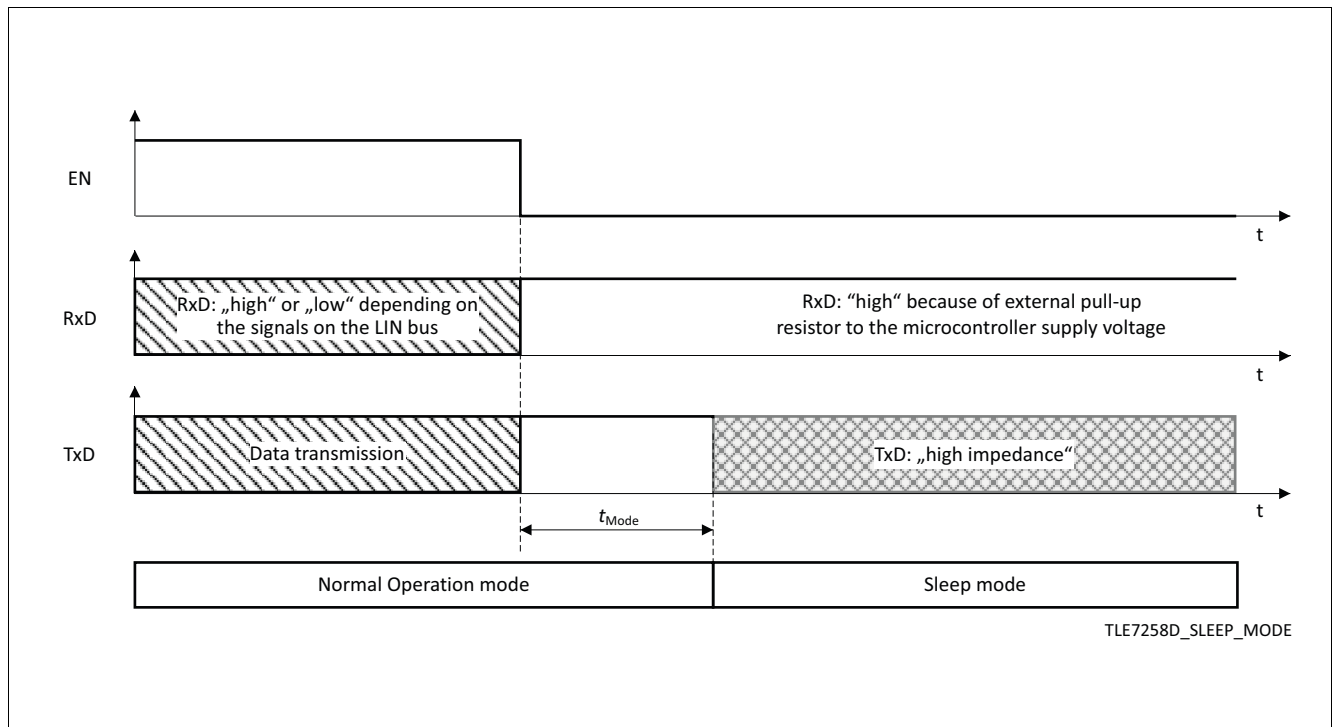 EN
t
RxD
RxD: „high“ or „low“ depending on
the signals on the LIN bus
RxD: “high“ because of external pull-up
resistor to the microcontroller supply voltage
t
TxD
Data transmission
TxD: „high impedance“
t
tMode
Normal Operation mode
Sleep mode
TLE7258D_SLEEP_MODE